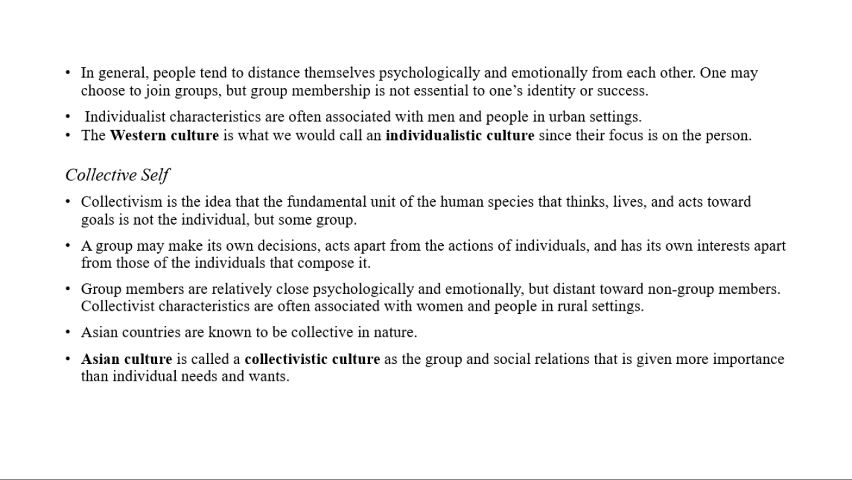 • In general, people tend to distance themselves psychologically and emotionally from each other. One may
choose to join groups, but group membership is not essential to one’s identity or success.
• Individualist characteristics are often associated with men and people in urban settings.
• The Western culture is what we would call an individualistic culture since their focus is on the person.
Collective Self
• Collectivism is the idea that the fundamental unit of the human species that thinks, lives, and acts toward
goals is not the individual, but some group.
• A group may make its own decisions, acts apart from the actions of individuals, and has its own interests apart
from those of the individuals that compose it.
• Group members are relatively close psychologically and emotionally, but distant toward non-group members.
Collectivist characteristics are often associated with women and people in rural settings.
• Asian countries are known to be collective in nature.
• Asian culture is called a collectivistic culture as the group and social relations that is given more importance
than individual needs and wants.